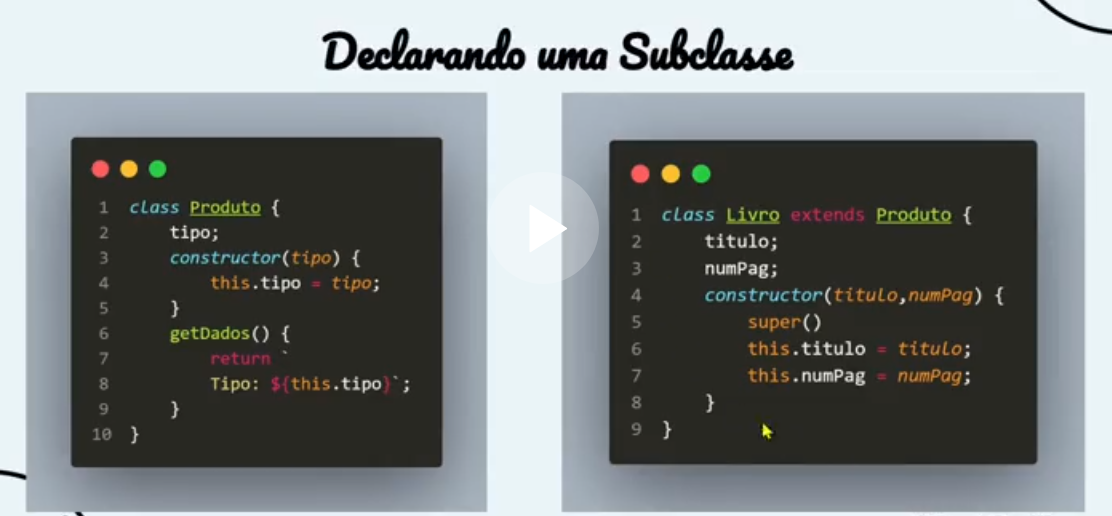 Declarando uma Subclasse
1 class Produto {
2 tipo;
3 constructor(tipo) {
4 this.tipo = tipo;
5 }
6 getDados() {
7 return `
8 Tipo: ${this.tipo}`;
9 }
10 }
1 class Livro extends Produto {
2 titulo;
3 numPag;
4 constructor(titulo,numPag) {
5 super()
6 this.titulo = titulo;
7 this.numPag = numPag;
8 }
9 }